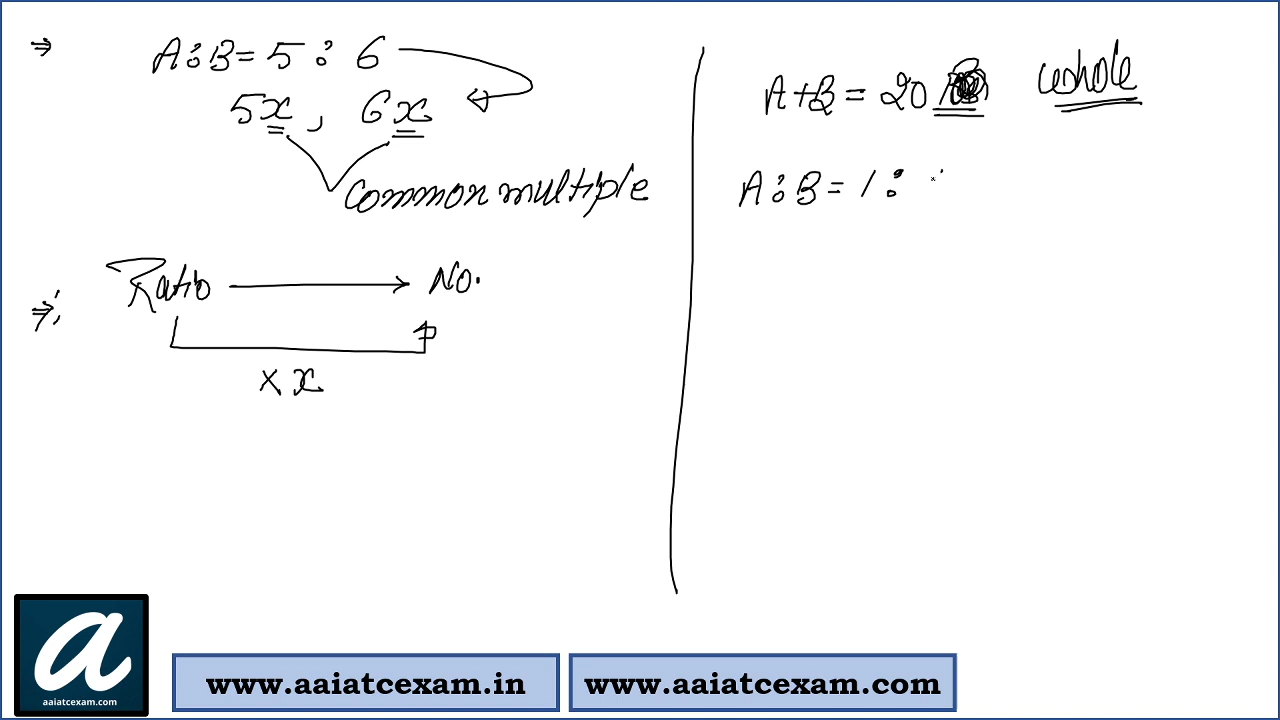 ⇒ A:B = 5 : 6
5x , 6x
Common multiple
⇒; Ratio → No.
× x
A+B = 20
whole
A:B = 1 :
a
aaiatcexam.com
www.aaiatcexam.in
www.aaiatcexam.com